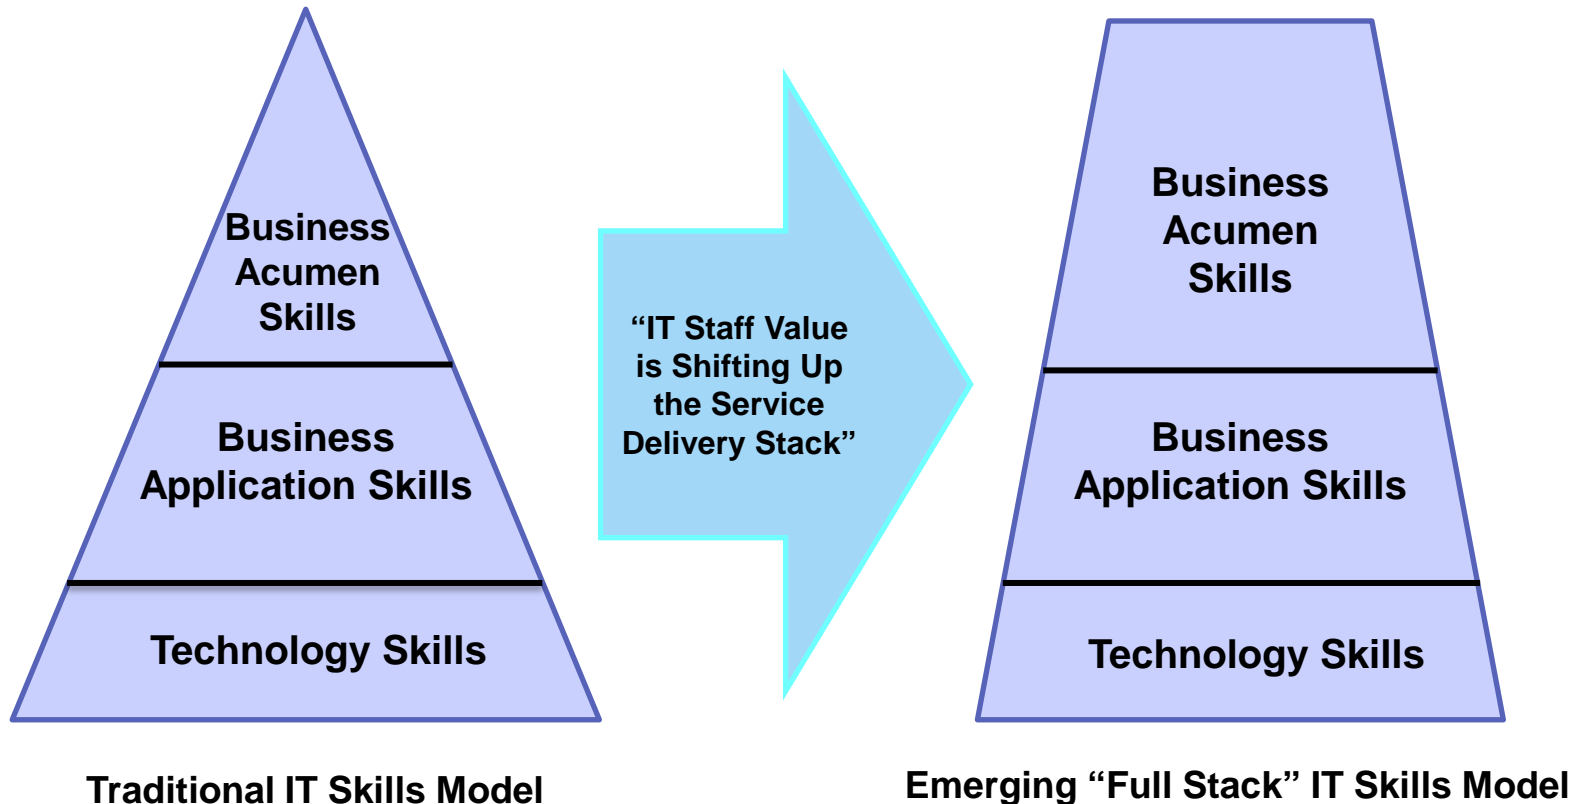 Business
Acumen
Skills
Business
Application Skills
Technology Skills
Traditional IT Skills Model
“IT Staff Value
is Shifting Up
the Service
Delivery Stack”
Business
Acumen
Skills
Business
Application Skills
Technology Skills
Emerging “Full Stack” IT Skills Model